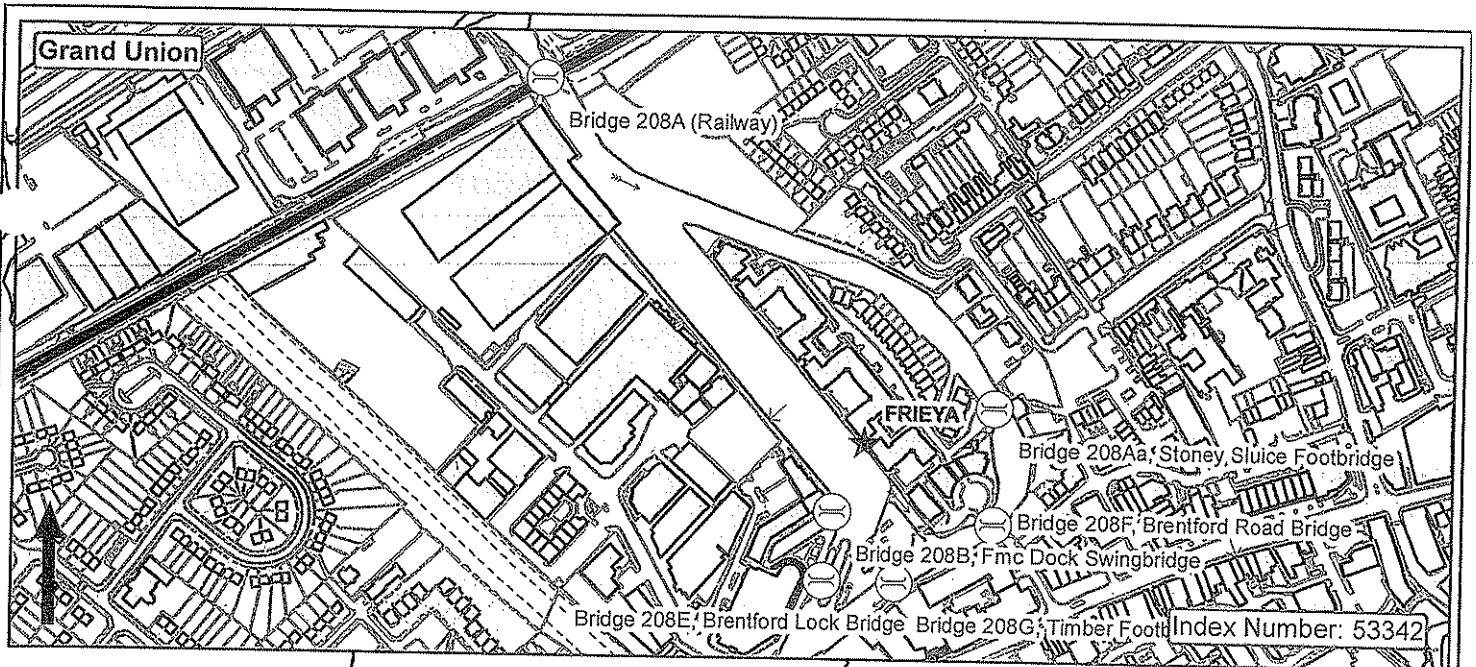 Grand Union
Bridge 208A (Railway)
FRIEYA
Bridge 208Aa, Stoney Sluice Footbridge
Bridge 208F, Brentford Road Bridge
Bridge 208B, Fmc Dock Swingbridge
Bridge 208E, Brentford Lock Bridge Bridge 208G, Timber Footb
Index Number: 53342